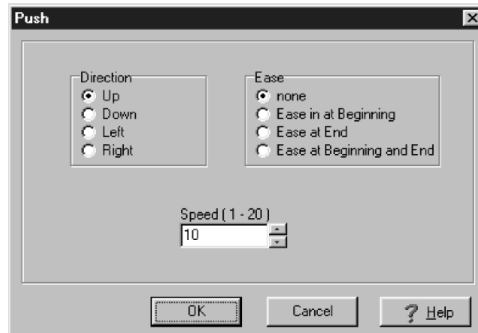 Push
Direction
Up
Down
Left
Right
Ease
none
Ease in at Beginning
Ease at End
Ease at Beginning and End
Speed ( 1 - 20 )
10
OK
Cancel
? Help